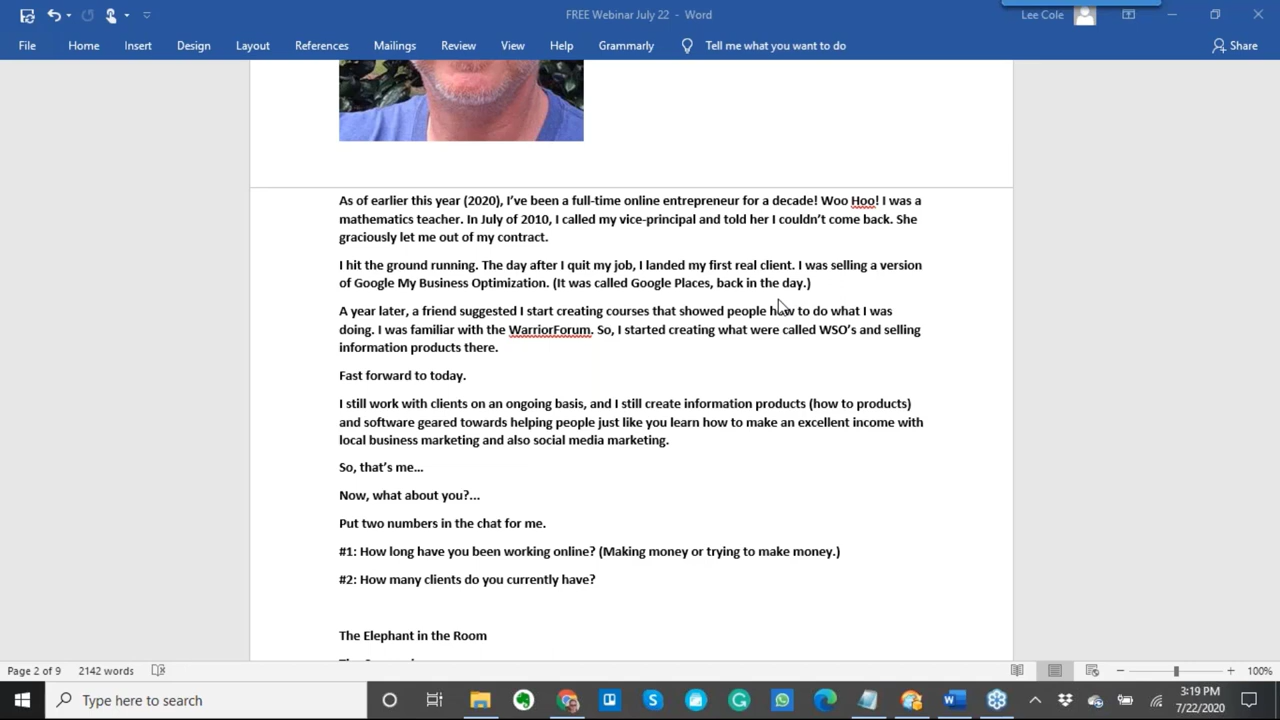 FREE Webinar July 22 - Word
Lee Cole
File Home Insert Design Layout References Mailings Review View Help Grammarly Tell me what you want to do Share
As of earlier this year (2020), I've been a full-time online entrepreneur for a decade! Woo Hoo! I was a
mathematics teacher. In July of 2010, I called my vice-principal and told her I couldn't come back. She
graciously let me out of my contract.
I hit the ground running. The day after I quit my job, I landed my first real client. I was selling a version
of Google My Business Optimization. (It was called Google Places, back in the day.)
A year later, a friend suggested I start creating courses that showed people how to do what I was
doing. I was familiar with the WarriorForum. So, I started creating what were called WSO's and selling
information products there.
Fast forward to today.
I still work with clients on an ongoing basis, and I still create information products (how to products)
and software geared towards helping people just like you learn how to make an excellent income with
local business marketing and also social media marketing.
So, that's me...
Now, what about you?...
Put two numbers in the chat for me.
#1: How long have you been working online? (Making money or trying to make money.)
#2: How many clients do you currently have?
The Elephant in the Room
Page 2 of 9 2142 words 100%
Type here to search
3:19 PM
7/22/2020